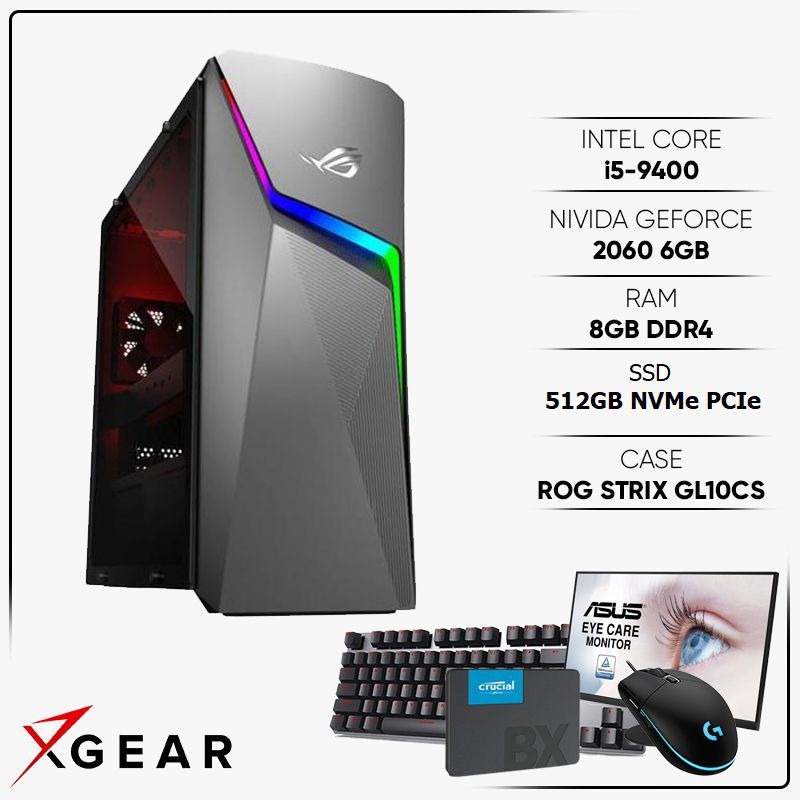 INTEL CORE
i5-9400
NIVIDA GEFORCE
2060 6GB
RAM
8GB DDR4
SSD
512GB NVMe PCIe
CASE
ROG STRIX GL10CS
ASUS
EYE CARE
MONITOR
crucial
BX
G
XGEAR